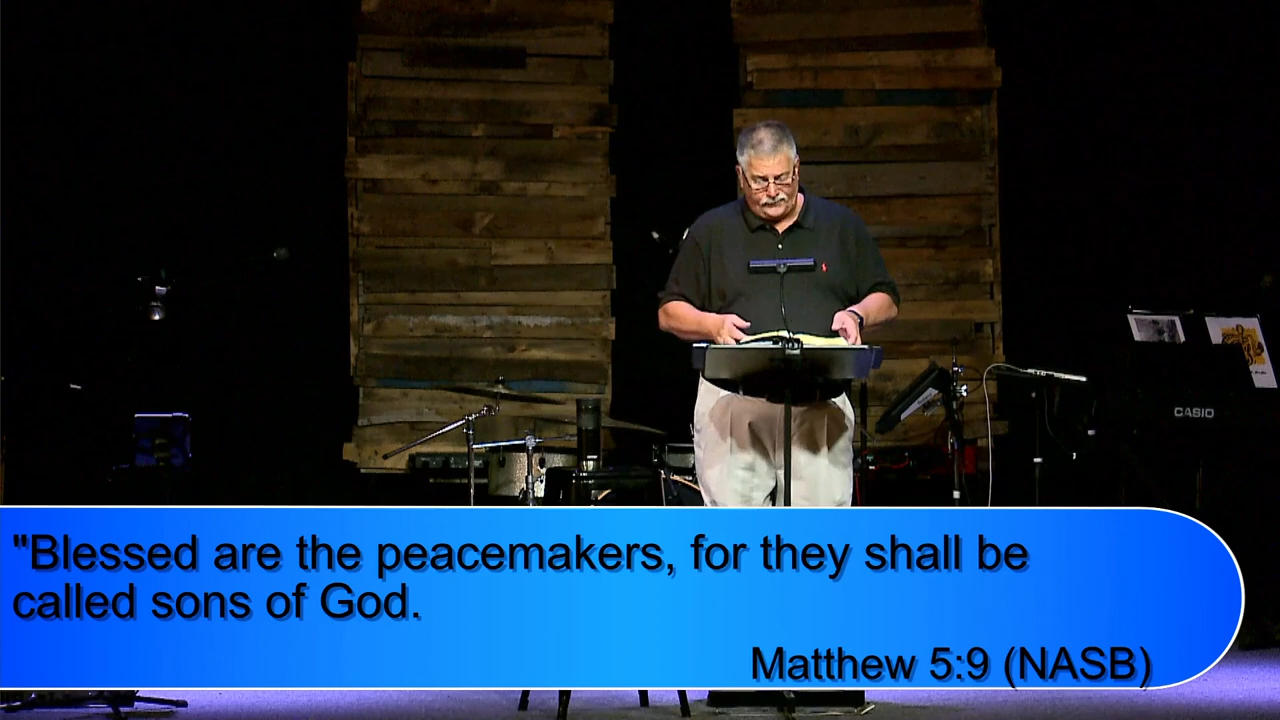 CASIO
"Blessed are the peacemakers, for they shall be
called sons of God.
Matthew 5:9 (NASB)